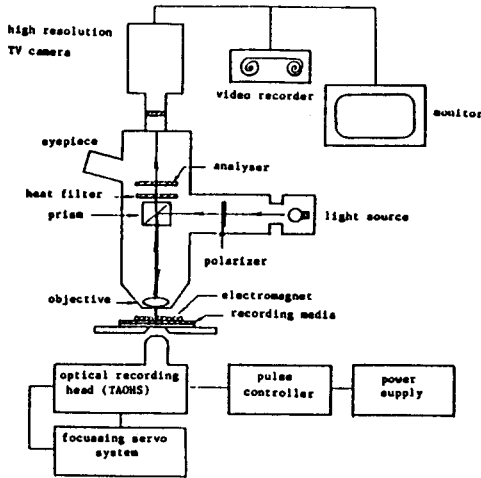 high resolution
TV camera
video recorder
monitor
eyepiece
analyser
heat filter
prism
light source
polarizer
objective
electromagnet
recording media
optical recording
head (TAOHS)
pulse
controller
power
supply
focussing servo
system